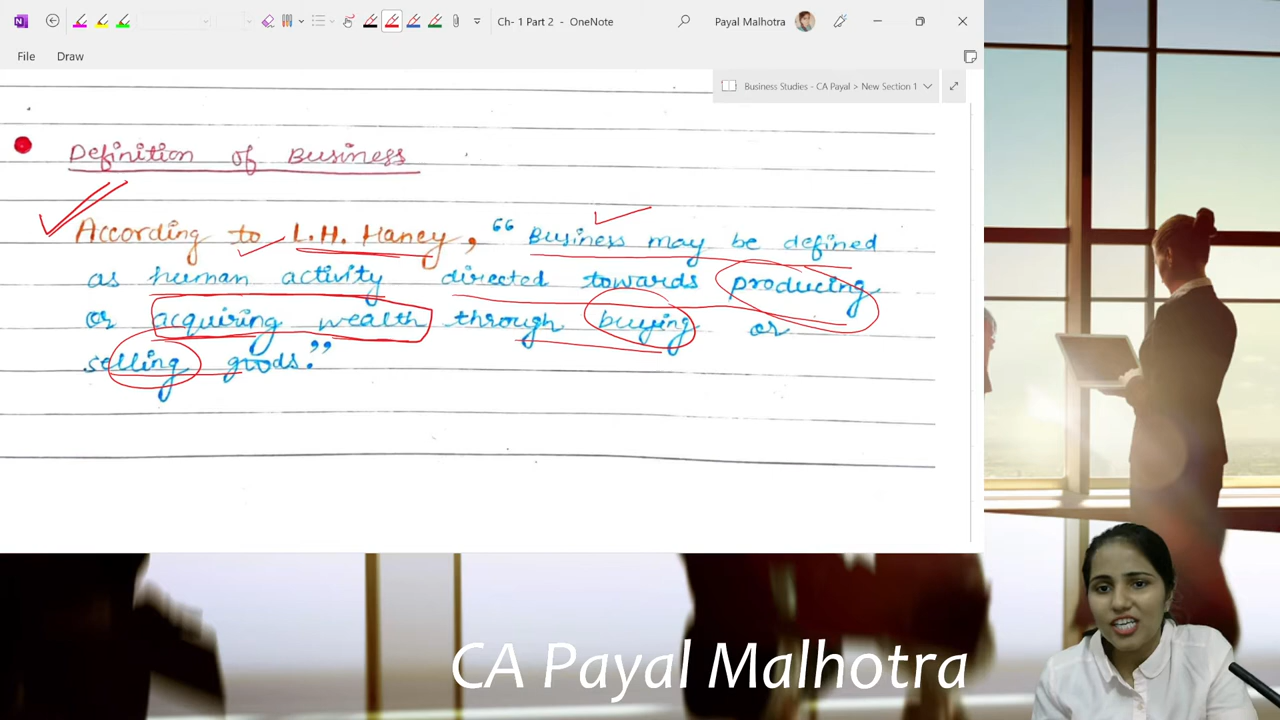 Ch- 1 Part 2 - OneNote
Payal Malhotra
File Draw
Business Studies - CA Payal > New Section 1
Definition of Business
According to L.H. Haney, “Business may be defined
as human activity directed towards producing
or acquiring wealth through buying or
selling goods.”
CA Payal Malhotra